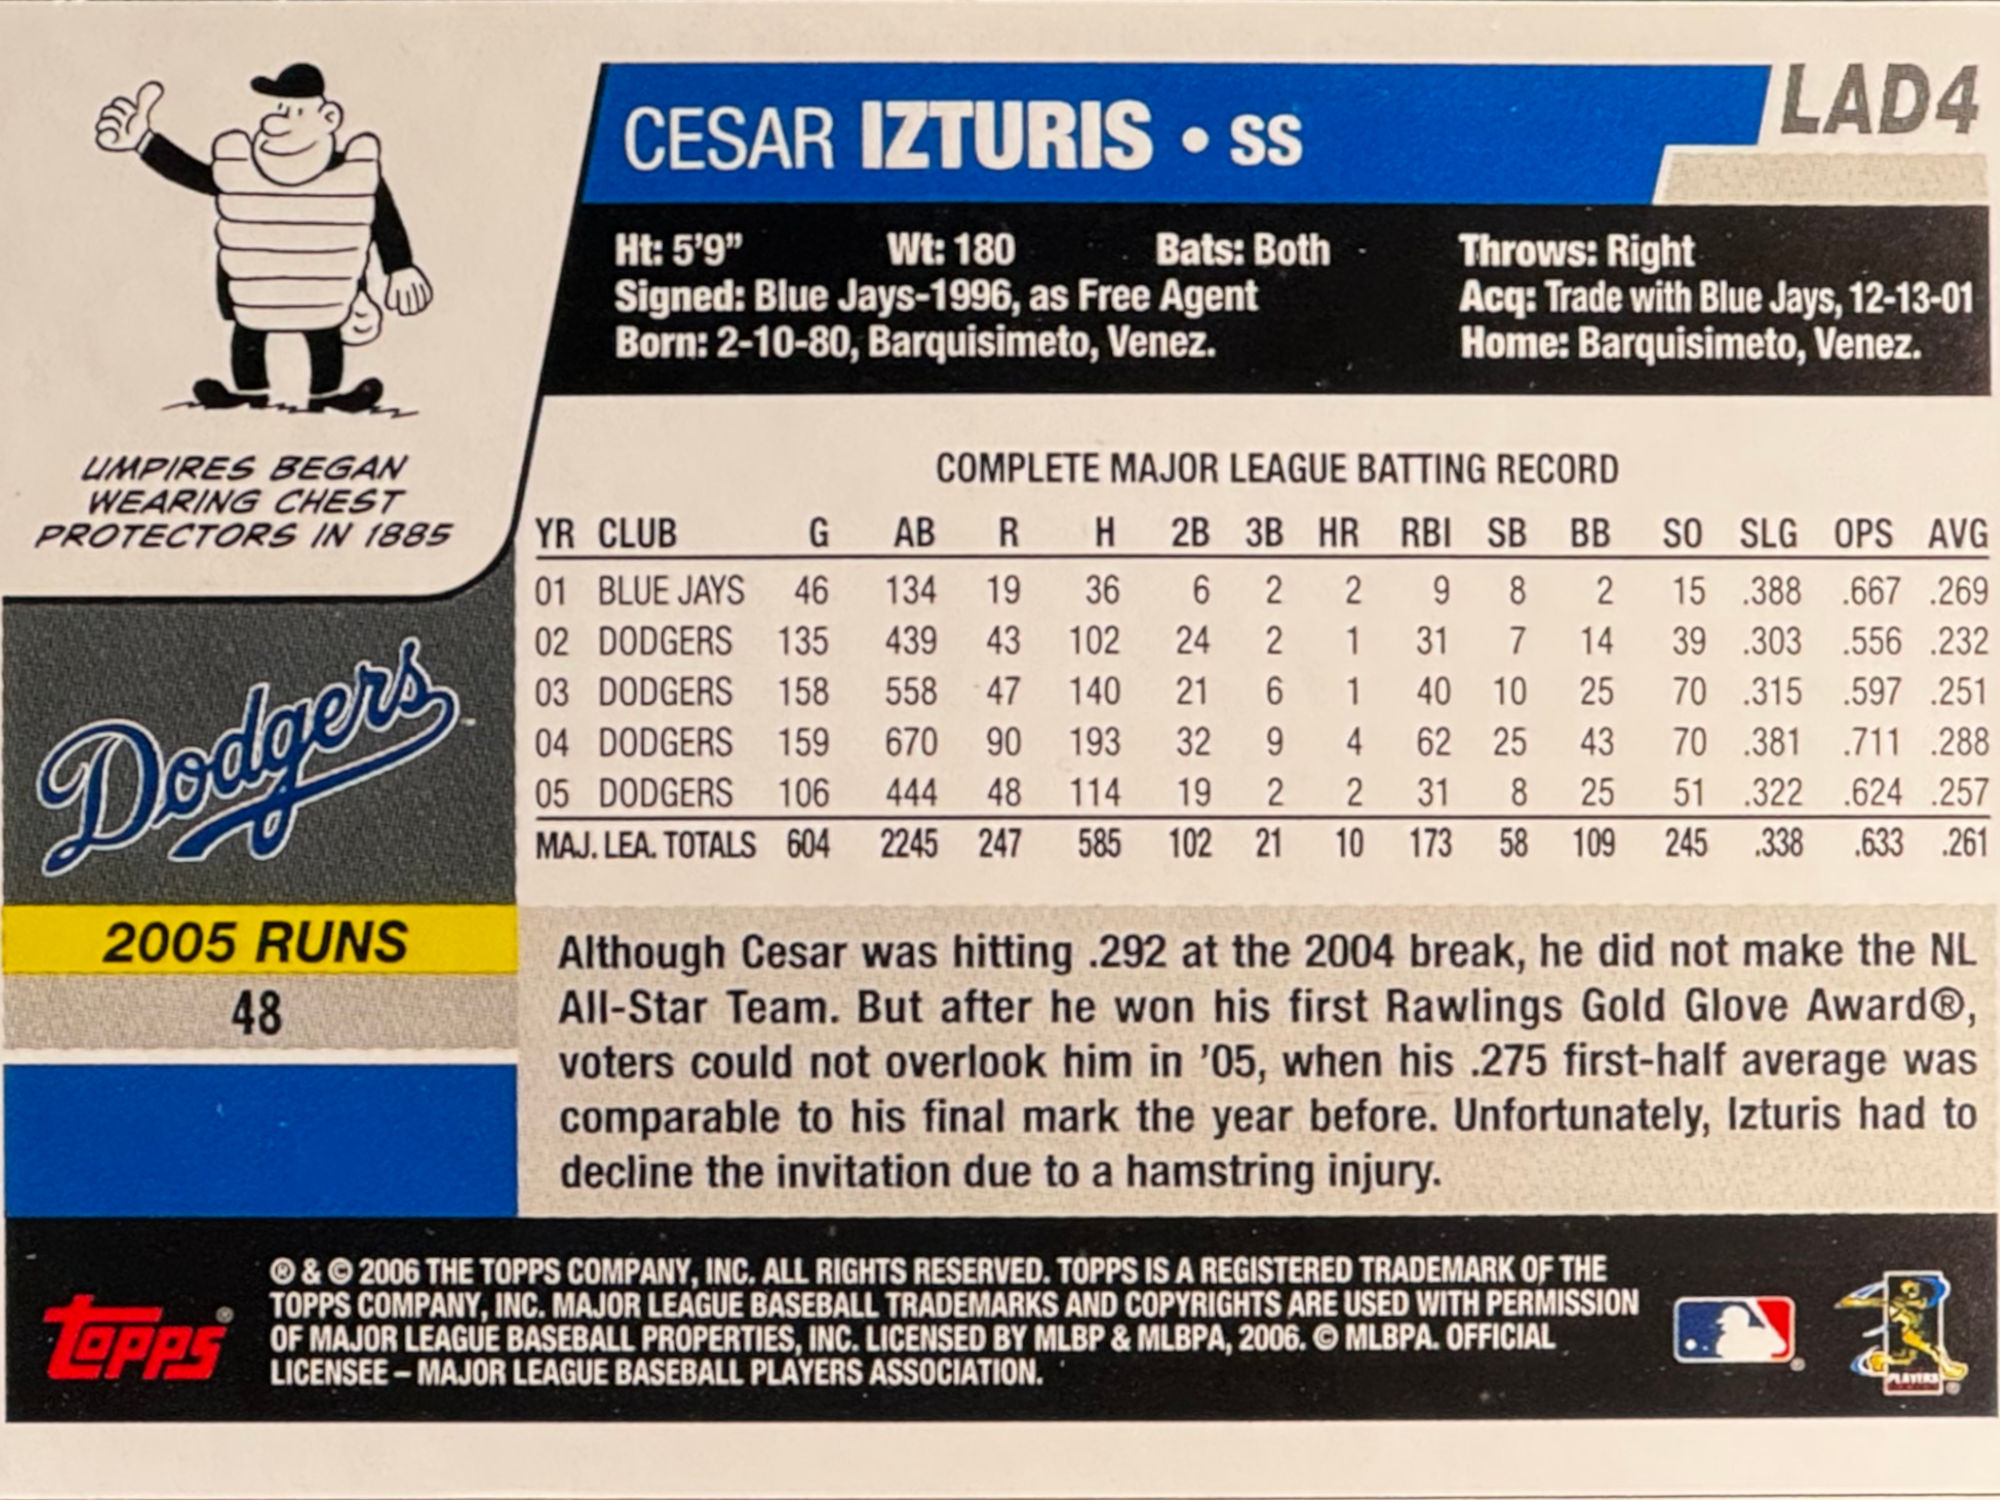 LAD4
CESAR IZTURIS • SS
Ht: 5'9" Wt: 180 Bats: Both Throws: Right
Signed: Blue Jays-1996, as Free Agent Acq: Trade with Blue Jays, 12-13-01
Born: 2-10-80, Barquisimeto, Venez. Home: Barquisimeto, Venez.
UMPIRES BEGAN
WEARING CHEST
PROTECTORS IN 1885
COMPLETE MAJOR LEAGUE BATTING RECORD
YR CLUB G AB R H 2B 3B HR RBI SB BB SO SLG OPS AVG
01 BLUE JAYS 46 134 19 36 6 2 2 9 8 2 15 .388 .667 .269
02 DODGERS 135 439 43 102 24 2 1 31 7 14 39 .303 .556 .232
03 DODGERS 158 558 47 140 21 6 1 40 10 25 70 .315 .597 .251
04 DODGERS 159 670 90 193 32 9 4 62 25 43 70 .381 .711 .288
05 DODGERS 106 444 48 114 19 2 2 31 8 25 51 .322 .624 .257
MAJ. LEA. TOTALS 604 2245 247 585 102 21 10 173 58 109 245 .338 .633 .261
Dodgers
2005 RUNS
48
Although Cesar was hitting .292 at the 2004 break, he did not make the NL
All-Star Team. But after he won his first Rawlings Gold Glove Award®,
voters could not overlook him in '05, when his .275 first-half average was
comparable to his final mark the year before. Unfortunately, Izturis had to
decline the invitation due to a hamstring injury.
Topps®
® & © 2006 THE TOPPS COMPANY, INC. ALL RIGHTS RESERVED. TOPPS IS A REGISTERED TRADEMARK OF THE
TOPPS COMPANY, INC. MAJOR LEAGUE BASEBALL TRADEMARKS AND COPYRIGHTS ARE USED WITH PERMISSION
OF MAJOR LEAGUE BASEBALL PROPERTIES, INC. LICENSED BY MLBP & MLBPA, 2006. © MLBPA. OFFICIAL
LICENSEE – MAJOR LEAGUE BASEBALL PLAYERS ASSOCIATION.
PLAYERS